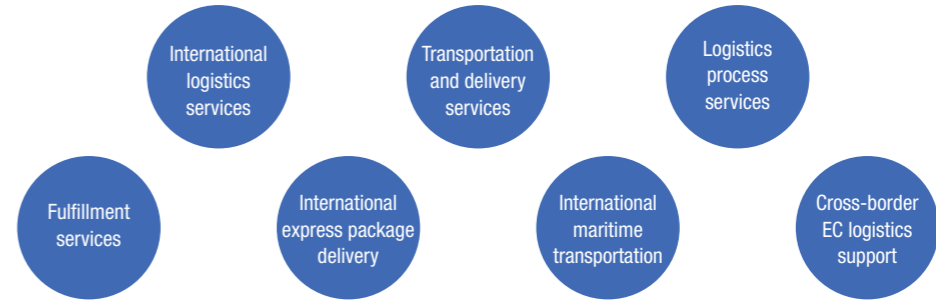 International
logistics
services
Transportation
and delivery
services
Logistics
process
services
Fulfillment
services
International
express package
delivery
International
maritime
transportation
Cross-border
EC logistics
support